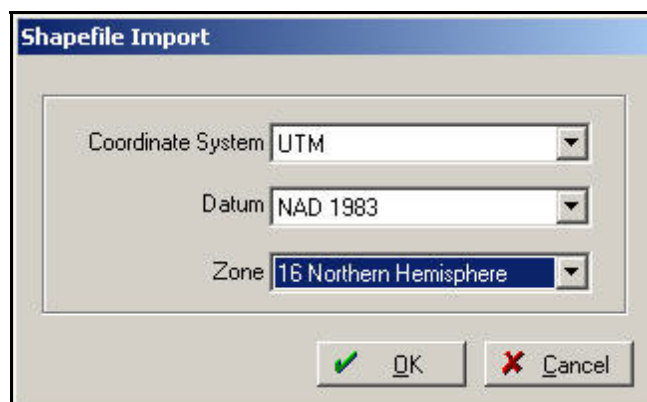 Shapefile Import
Coordinate System UTM
Datum NAD 1983
Zone 16 Northern Hemisphere
OK Cancel